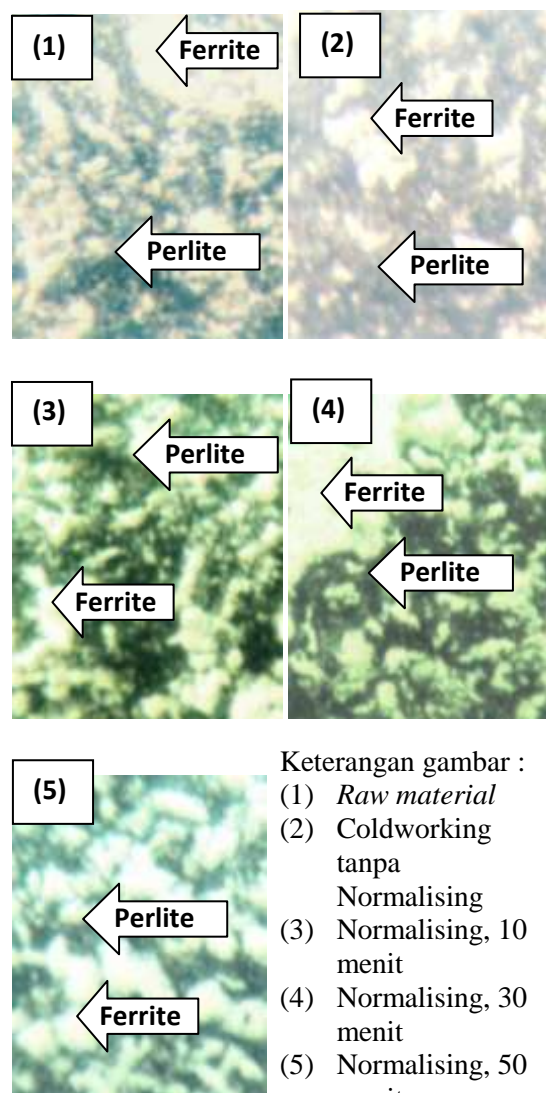 (1)
Ferrite
Perlite
(2)
Ferrite
Perlite
(3)
Perlite
Ferrite
(4)
Ferrite
Perlite
(5)
Perlite
Ferrite
Keterangan gambar :
(1) Raw material
(2) Coldworking
tanpa
Normalising
(3) Normalising, 10
menit
(4) Normalising, 30
menit
(5) Normalising, 50